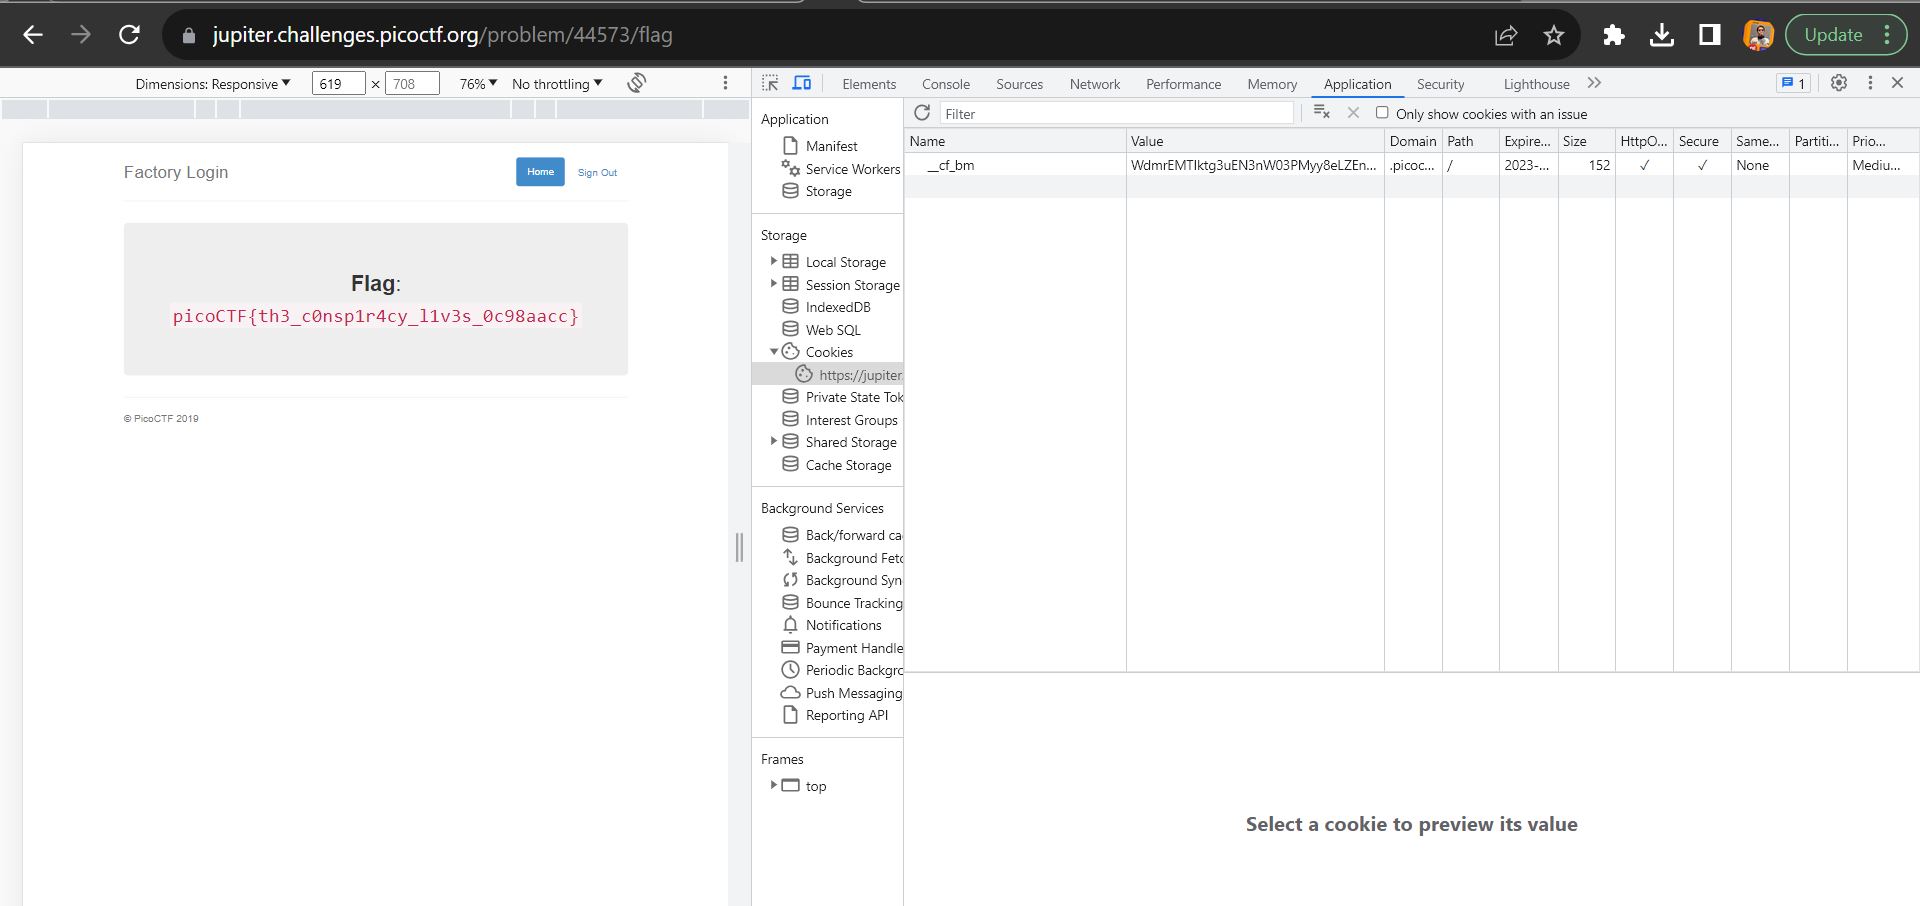 jupiter.challenges.picoctf.org/problem/44573/flag
Update
Dimensions: Responsive
619 × 708
76%
No throttling
Elements
Console
Sources
Network
Performance
Memory
Application
Security
Lighthouse
1
Factory Login
Home
Sign Out
Flag:
picoCTF{th3_c0nsp1r4cy_l1v3s_0c98aacc}
© PicoCTF 2019
Application
Manifest
Service Workers
Storage
Storage
Local Storage
Session Storage
IndexedDB
Web SQL
Cookies
https://jupiter.
Private State Tok
Interest Groups
Shared Storage
Cache Storage
Background Services
Back/forward ca
Background Fetc
Background Syn
Bounce Tracking
Notifications
Payment Handle
Periodic Backgro
Push Messaging
Reporting API
Frames
top
Filter
Only show cookies with an issue
Name Value Domain Path Expire... Size HttpO... Secure Same... Partiti... Prio...
__cf_bm WdmrEMTIktg3uEN3nW03PMyy8eLZEn... .picoc... / 2023-... 152 ✓ ✓ None Mediu...
Select a cookie to preview its value